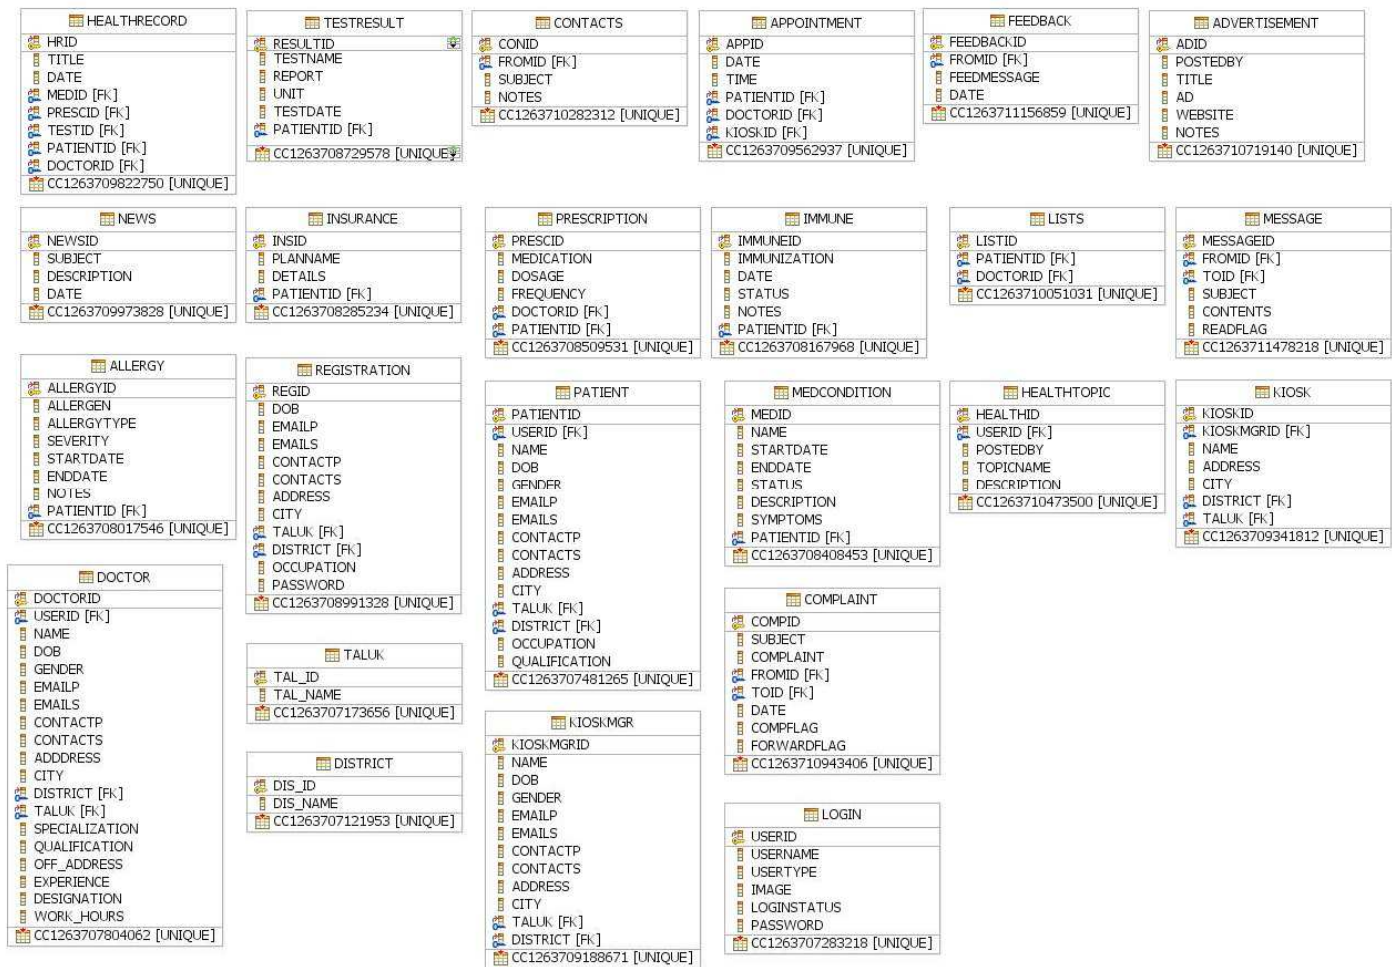 HEALTHRECORD
HRID
TITLE
DATE
MEDID [FK]
PRESCID [FK]
TESTID [FK]
PATIENTID [FK]
DOCTORID [FK]
CC1263709822750 [UNIQUE]
TESTRESULT
RESULTID
TESTNAME
REPORT
UNIT
TESTDATE
PATIENTID [FK]
CC1263708729578 [UNIQUE]
CONTACTS
CONID
FROMID [FK]
SUBJECT
NOTES
CC1263710282312 [UNIQUE]
APPOINTMENT
APPID
DATE
TIME
PATIENTID [FK]
DOCTORID [FK]
KIOSKID [FK]
CC1263709562937 [UNIQUE]
FEEDBACK
FEEDBACKID
FROMID [FK]
FEEDMESSAGE
DATE
CC1263711156859 [UNIQUE]
ADVERTISEMENT
ADID
POSTEDBY
TITLE
AD
WEBSITE
NOTES
CC1263710719140 [UNIQUE]
NEWS
NEWSID
SUBJECT
DESCRIPTION
DATE
CC1263709973828 [UNIQUE]
INSURANCE
INSID
PLANNAME
DETAILS
PATIENTID [FK]
CC1263708285234 [UNIQUE]
PRESCRIPTION
PRESCID
MEDICATION
DOSAGE
FREQUENCY
DOCTORID [FK]
PATIENTID [FK]
CC1263708509531 [UNIQUE]
IMMUNE
IMMUNEID
IMMUNIZATION
DATE
STATUS
NOTES
PATIENTID [FK]
CC1263708167968 [UNIQUE]
LISTS
LISTID
PATIENTID [FK]
DOCTORID [FK]
CC1263710051031 [UNIQUE]
MESSAGE
MESSAGEID
FROMID [FK]
TOID [FK]
SUBJECT
CONTENTS
READFLAG
CC1263711478218 [UNIQUE]
ALLERGY
ALLERGYID
ALLERGEN
ALLERGYTYPE
SEVERITY
STARTDATE
ENDDATE
NOTES
PATIENTID [FK]
CC1263708017546 [UNIQUE]
REGISTRATION
REGID
DOB
EMAILP
EMAILS
CONTACTP
CONTACTS
ADDRESS
CITY
TALUK [FK]
DISTRICT [FK]
OCCUPATION
PASSWORD
CC1263708991328 [UNIQUE]
PATIENT
PATIENTID
USERID [FK]
NAME
DOB
GENDER
EMAILP
EMAILS
CONTACTP
CONTACTS
ADDRESS
CITY
TALUK [FK]
DISTRICT [FK]
OCCUPATION
QUALIFICATION
CC1263707481265 [UNIQUE]
MEDCONDITION
MEDID
NAME
STARTDATE
ENDDATE
STATUS
DESCRIPTION
SYMPTOMS
PATIENTID [FK]
CC1263708408453 [UNIQUE]
HEALTHTOPIC
HEALTHID
USERID [FK]
POSTEDBY
TOPICNAME
DESCRIPTION
CC1263710473500 [UNIQUE]
KIOSK
KIOSKID
KIOSKMGRID [FK]
NAME
ADDRESS
CITY
DISTRICT [FK]
TALUK [FK]
CC1263709341812 [UNIQUE]
DOCTOR
DOCTORID
USERID [FK]
NAME
DOB
GENDER
EMAILP
EMAILS
CONTACTP
CONTACTS
ADDDRESS
CITY
DISTRICT [FK]
TALUK [FK]
SPECIALIZATION
QUALIFICATION
OFF_ADDRESS
EXPERIENCE
DESIGNATION
WORK_HOURS
CC1263707804062 [UNIQUE]
TALUK
TAL_ID
TAL_NAME
CC1263707173656 [UNIQUE]
DISTRICT
DIS_ID
DIS_NAME
CC1263707121953 [UNIQUE]
KIOSKMGR
KIOSKMGRID
NAME
DOB
GENDER
EMAILP
EMAILS
CONTACTP
CONTACTS
ADDRESS
CITY
TALUK [FK]
DISTRICT [FK]
CC1263709188671 [UNIQUE]
COMPLAINT
COMPID
SUBJECT
COMPLAINT
FROMID [FK]
TOID [FK]
DATE
COMPFLAG
FORWARDFLAG
CC1263710943406 [UNIQUE]
LOGIN
USERID
USERNAME
USERTYPE
IMAGE
LOGINSTATUS
PASSWORD
CC1263707283218 [UNIQUE]